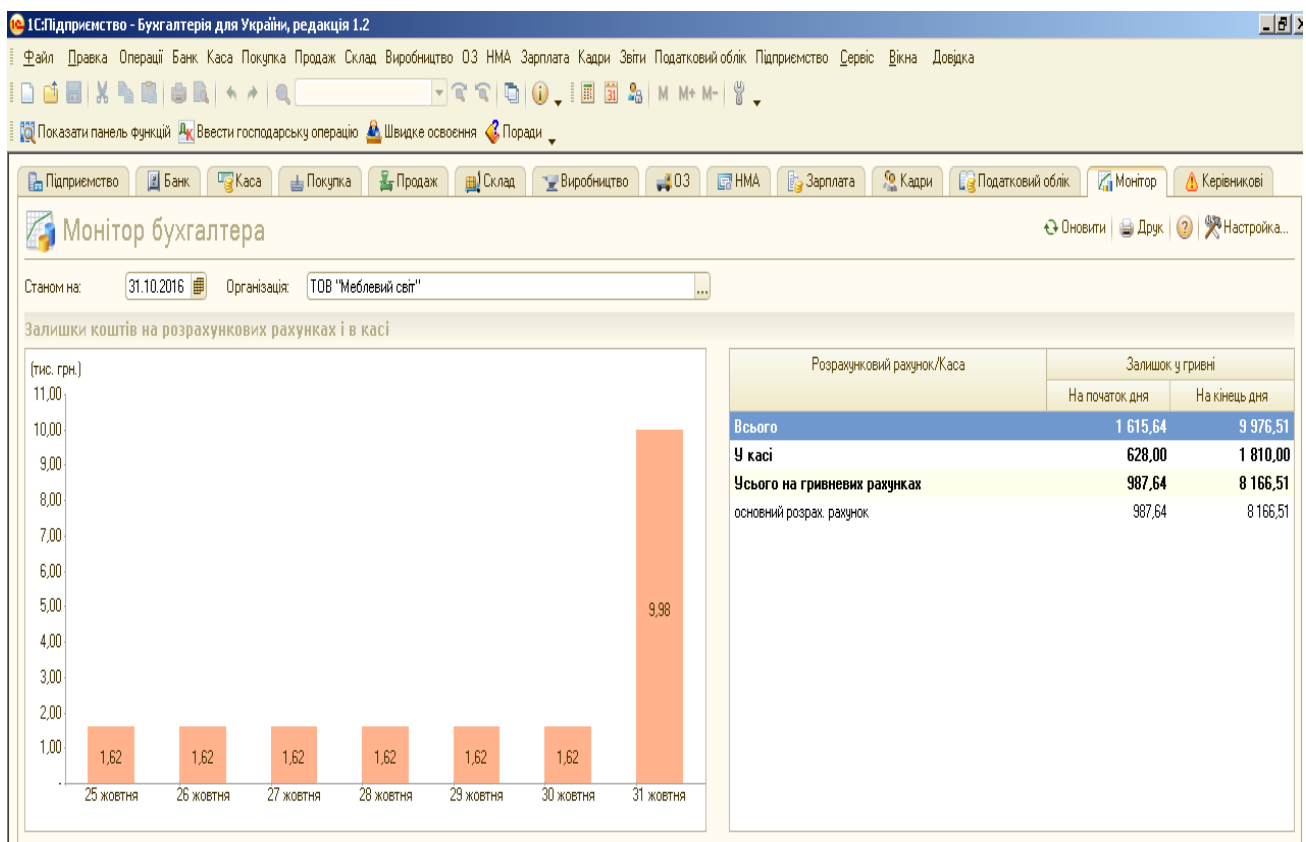 1С:Підприємство - Бухгалтерія для України, редакція 1.2
Файл Правка Операції Банк Каса Покупка Продаж Склад Виробництво ОЗ НМА Зарплата Кадри Звіти Податковий облік Підприємство Сервіс Вікна Довідка
M M+ M-
Показати панель функцій Ввести господарську операцію Швидке освоєння Поради
Підприємство Банк Каса Покупка Продаж Склад Виробництво ОЗ НМА Зарплата Кадри Податковий облік Монітор Керівникові
Монітор бухгалтера Оновити Друк Настройка...
Станом на: 31.10.2016 Організація: ТОВ "Меблевий світ" ...
Залишки коштів на розрахункових рахунках і в касі
(тис. грн.)
11,00
10,00
9,00
8,00
7,00
6,00
5,00
4,00
3,00
2,00
1,00
-
1,62 1,62 1,62 1,62 1,62 1,62 9,98
25 жовтня 26 жовтня 27 жовтня 28 жовтня 29 жовтня 30 жовтня 31 жовтня
Розрахунковий рахунок/Каса Залишок у гривні
На початок дня На кінець дня
Всього 1 615,64 9 976,51
У касі 628,00 1 810,00
Усього на гривневих рахунках 987,64 8 166,51
основний розрах. рахунок 987,64 8 166,51